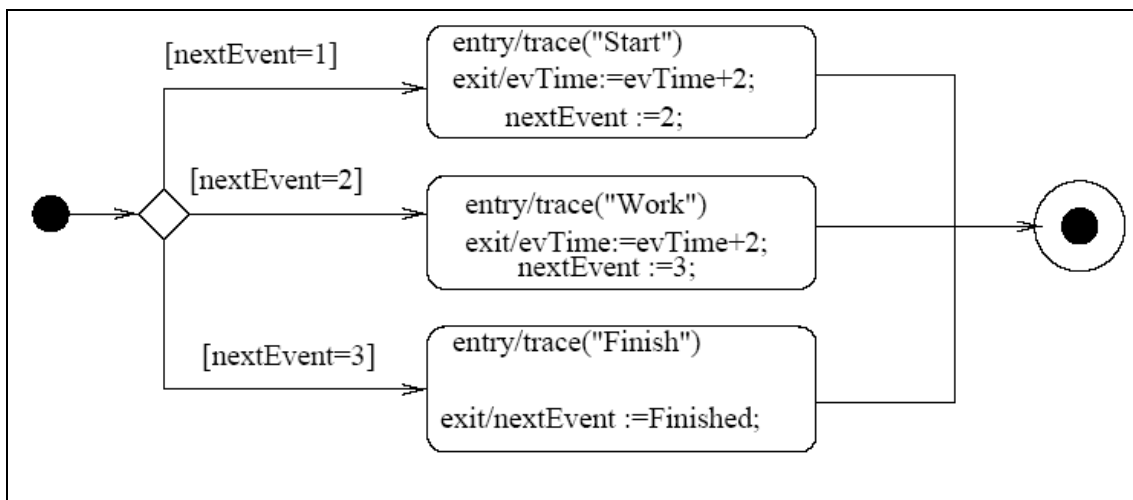 [nextEvent=1]
entry/trace("Start")
exit/evTime:=evTime+2;
nextEvent :=2;
[nextEvent=2]
entry/trace("Work")
exit/evTime:=evTime+2;
nextEvent :=3;
[nextEvent=3]
entry/trace("Finish")
exit/nextEvent :=Finished;